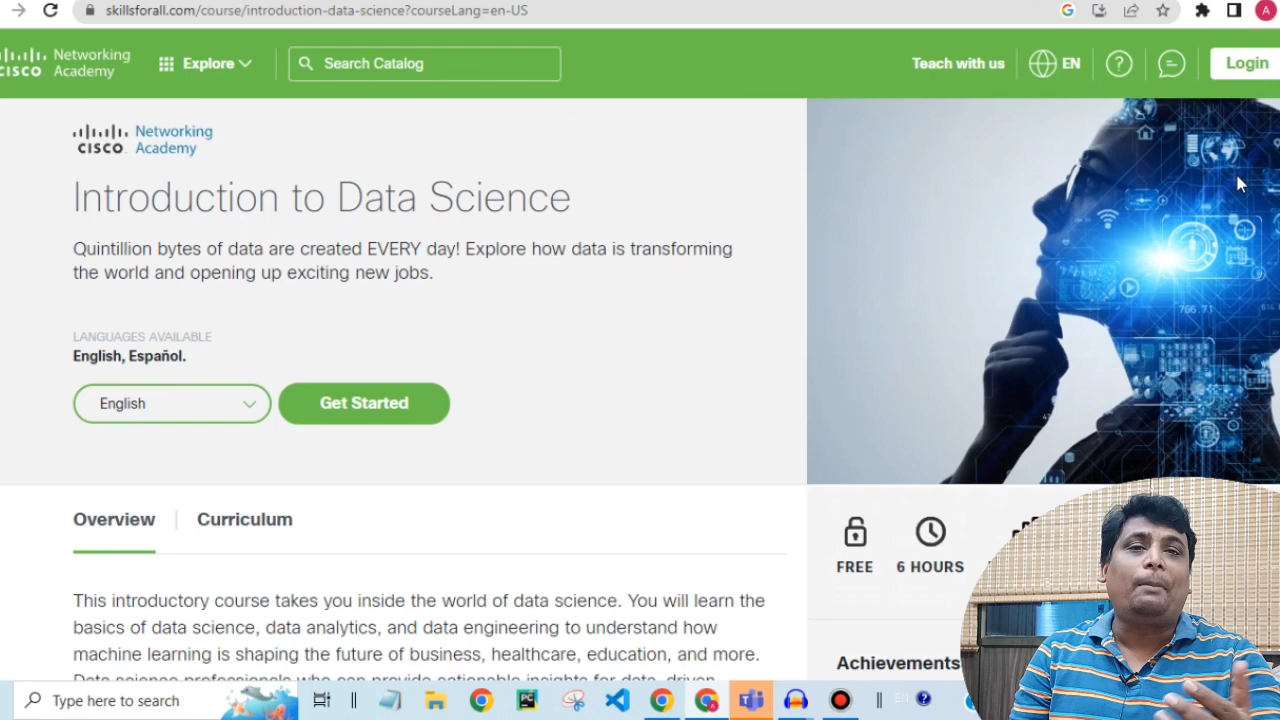 skillsforall.com/course/introduction-data-science?courseLang=en-US
Networking
CISCO Academy
Explore
Search Catalog
Teach with us
EN
Login
Networking
CISCO Academy
Introduction to Data Science
Quintillion bytes of data are created EVERY day! Explore how data is transforming
the world and opening up exciting new jobs.
LANGUAGES AVAILABLE
English, Español.
English
Get Started
Overview
Curriculum
FREE
6 HOURS
This introductory course takes you inside the world of data science. You will learn the
basics of data science, data analytics, and data engineering to understand how
machine learning is shaping the future of business, healthcare, education, and more.
Achievements
Type here to search
EN